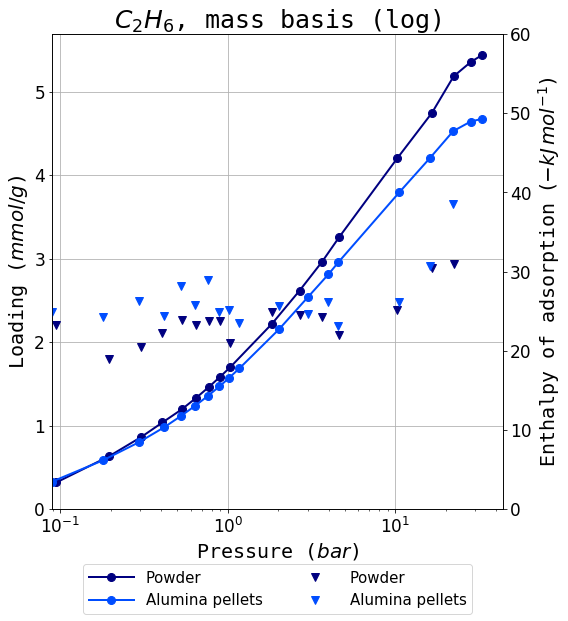 C₂H₆, mass basis (log)
Loading (mmol/g)
5
4
3
2
1
0
60
50
40
30
20
10
0
Enthalpy of adsorption (−kJ mol⁻¹)
10⁻¹ 10⁰ 10¹
Pressure (bar)
Powder Powder
Alumina pellets Alumina pellets